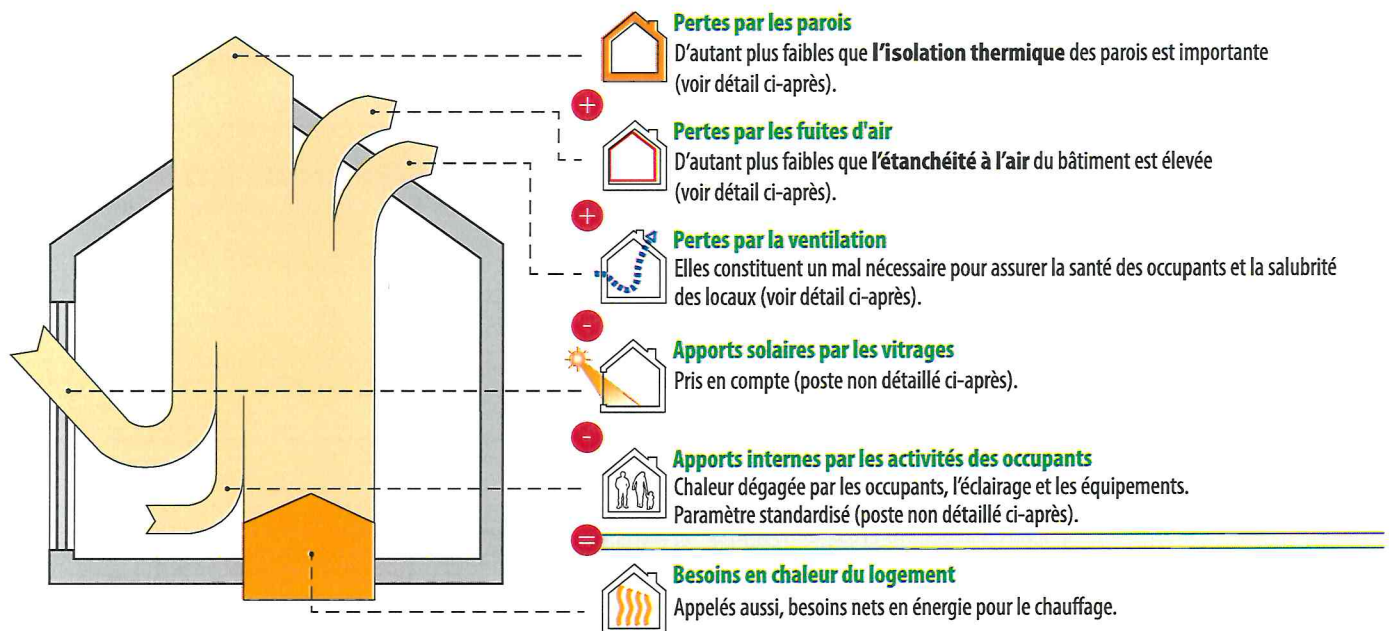 Pertes par les parois
D'autant plus faibles que l'isolation thermique des parois est importante
(voir détail ci-après).
+
Pertes par les fuites d'air
D'autant plus faibles que l'étanchéité à l'air du bâtiment est élevée
(voir détail ci-après).
+
Pertes par la ventilation
Elles constituent un mal nécessaire pour assurer la santé des occupants et la salubrité
des locaux (voir détail ci-après).
-
Apports solaires par les vitrages
Pris en compte (poste non détaillé ci-après).
-
Apports internes par les activités des occupants
Chaleur dégagée par les occupants, l'éclairage et les équipements.
Paramètre standardisé (poste non détaillé ci-après).
=
Besoins en chaleur du logement
Appelés aussi, besoins nets en énergie pour le chauffage.